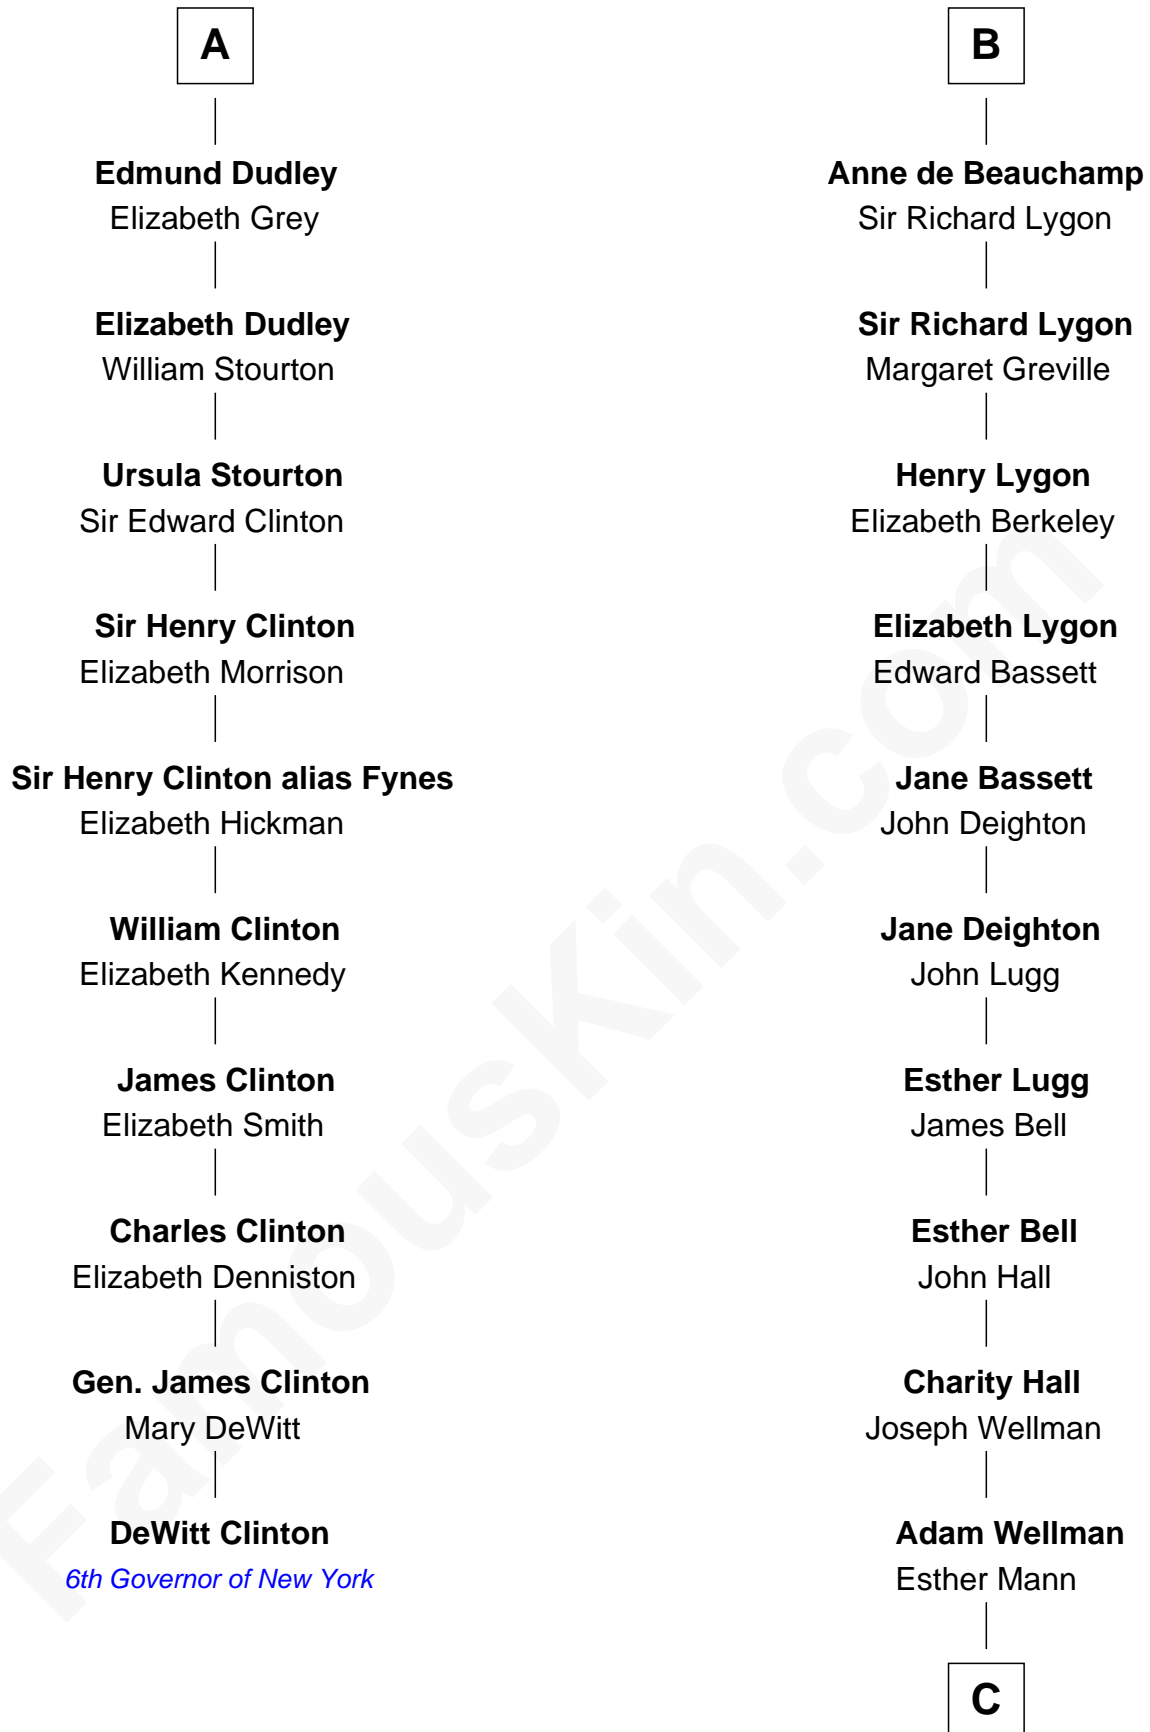 A
Edmund Dudley
Elizabeth Grey
Elizabeth Dudley
William Stourton
Ursula Stourton
Sir Edward Clinton
Sir Henry Clinton
Elizabeth Morrison
Sir Henry Clinton alias Fynes
Elizabeth Hickman
William Clinton
Elizabeth Kennedy
James Clinton
Elizabeth Smith
Charles Clinton
Elizabeth Denniston
Gen. James Clinton
Mary DeWitt
DeWitt Clinton
6th Governor of New York
B
Anne de Beauchamp
Sir Richard Lygon
Sir Richard Lygon
Margaret Greville
Henry Lygon
Elizabeth Berkeley
Elizabeth Lygon
Edward Bassett
Jane Bassett
John Deighton
Jane Deighton
John Lugg
Esther Lugg
James Bell
Esther Bell
John Hall
Charity Hall
Joseph Wellman
Adam Wellman
Esther Mann
C
FamousKin.com